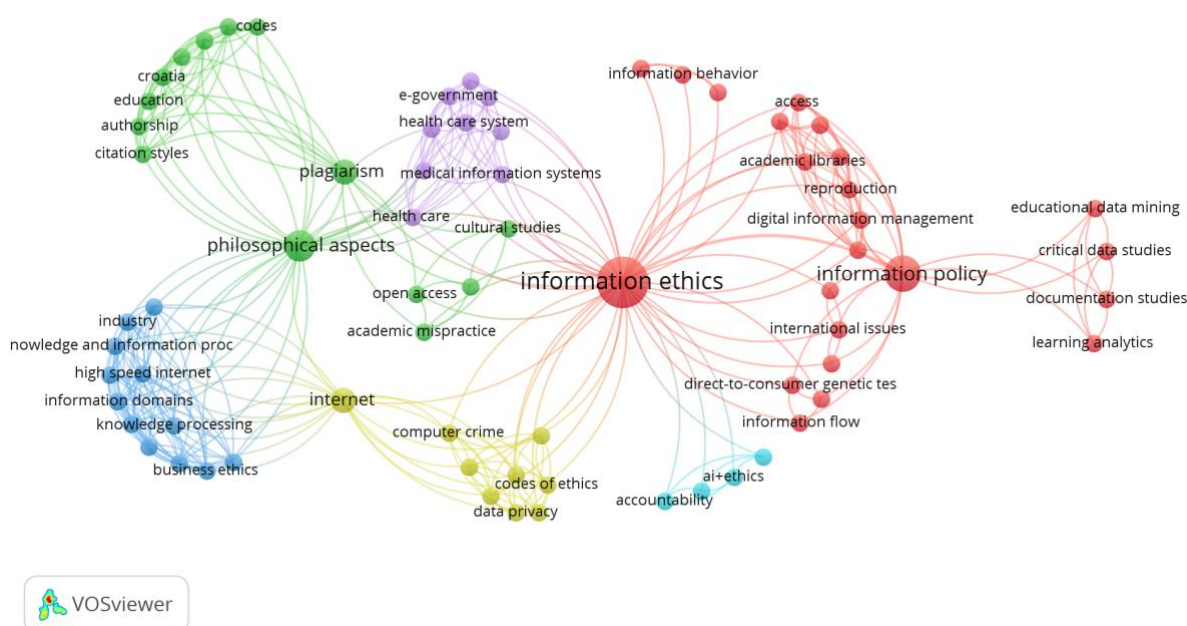 codes
croatia
education
authorship
citation styles
plagiarism
philosophical aspects
e-government
health care system
medical information systems
health care
cultural studies
open access
academic mispractice
information behavior
access
academic libraries
reproduction
digital information management
information ethics
information policy
educational data mining
critical data studies
documentation studies
learning analytics
international issues
direct-to-consumer genetic tes
information flow
industry
nowledge and information proc
high speed internet
information domains
knowledge processing
business ethics
internet
computer crime
codes of ethics
data privacy
ai+ethics
accountability
VOSviewer